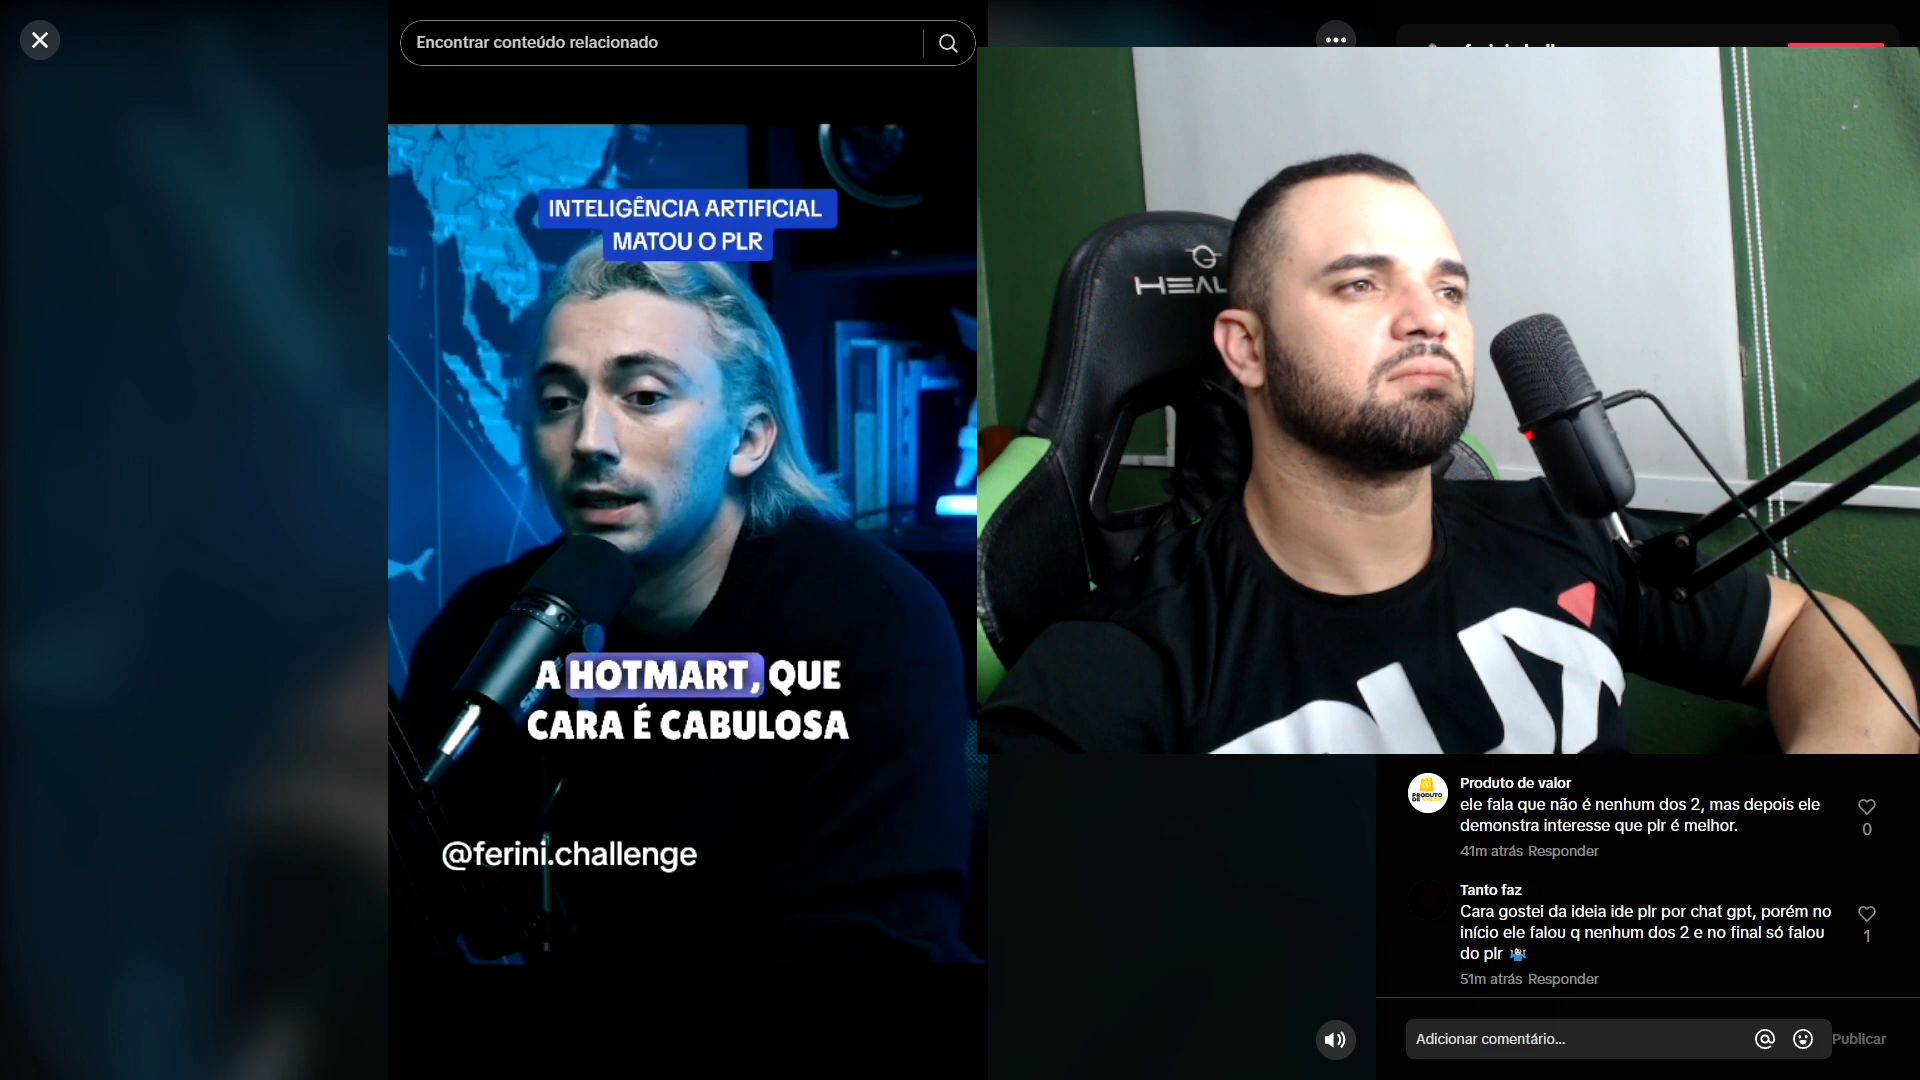 Encontrar conteúdo relacionado
INTELIGÊNCIA ARTIFICIAL
MATOU O PLR
A HOTMART, QUE
CARA É CABULOSA
@ferini.challenge
HEAL
PRODUTO
DE VALOR
Produto de valor
ele fala que não é nenhum dos 2, mas depois ele
demonstra interesse que plr é melhor.
0
41m atrás Responder
Tanto faz
Cara gostei da ideia ide plr por chat gpt, porém no
início ele falou q nenhum dos 2 e no final só falou
do plr 🤷
1
51m atrás Responder
Adicionar comentário...
Publicar